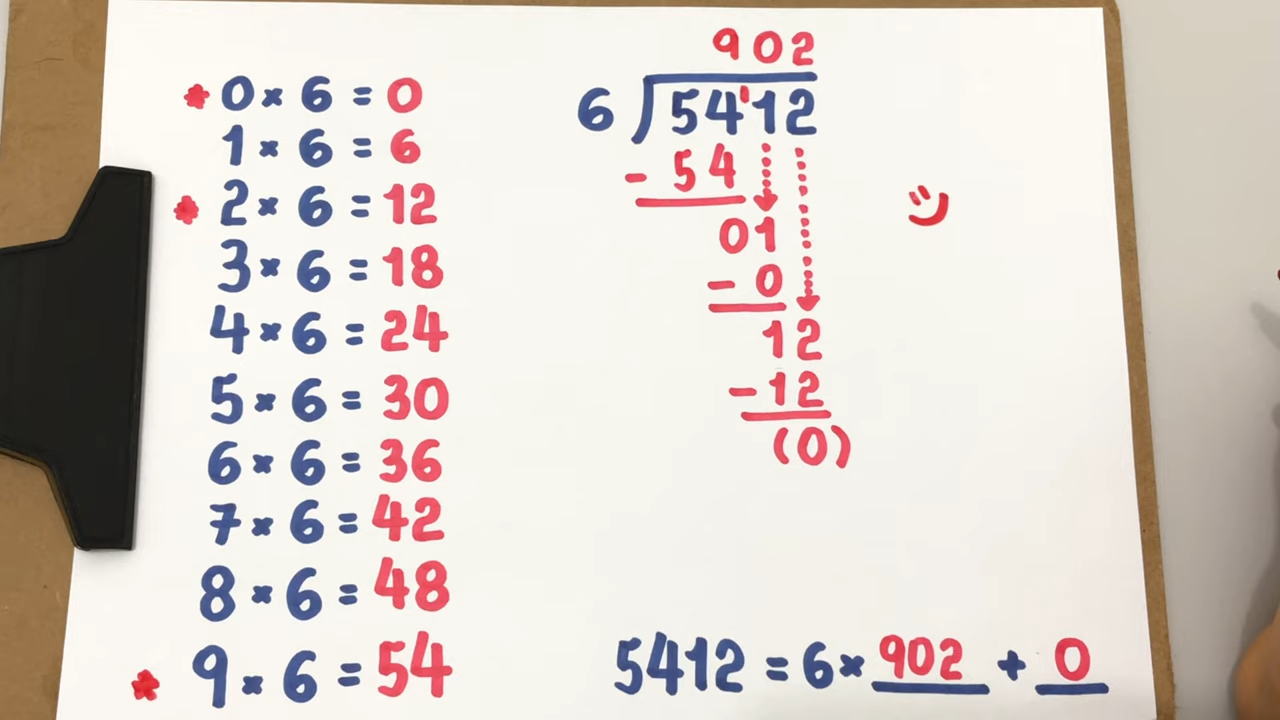 0 × 6 = 0
1 × 6 = 6
2 × 6 = 12
3 × 6 = 18
4 × 6 = 24
5 × 6 = 30
6 × 6 = 36
7 × 6 = 42
8 × 6 = 48
9 × 6 = 54
902
6 ) 54'12
- 54
01
- 0
12
- 12
(0)
5412 = 6 × 902 + 0